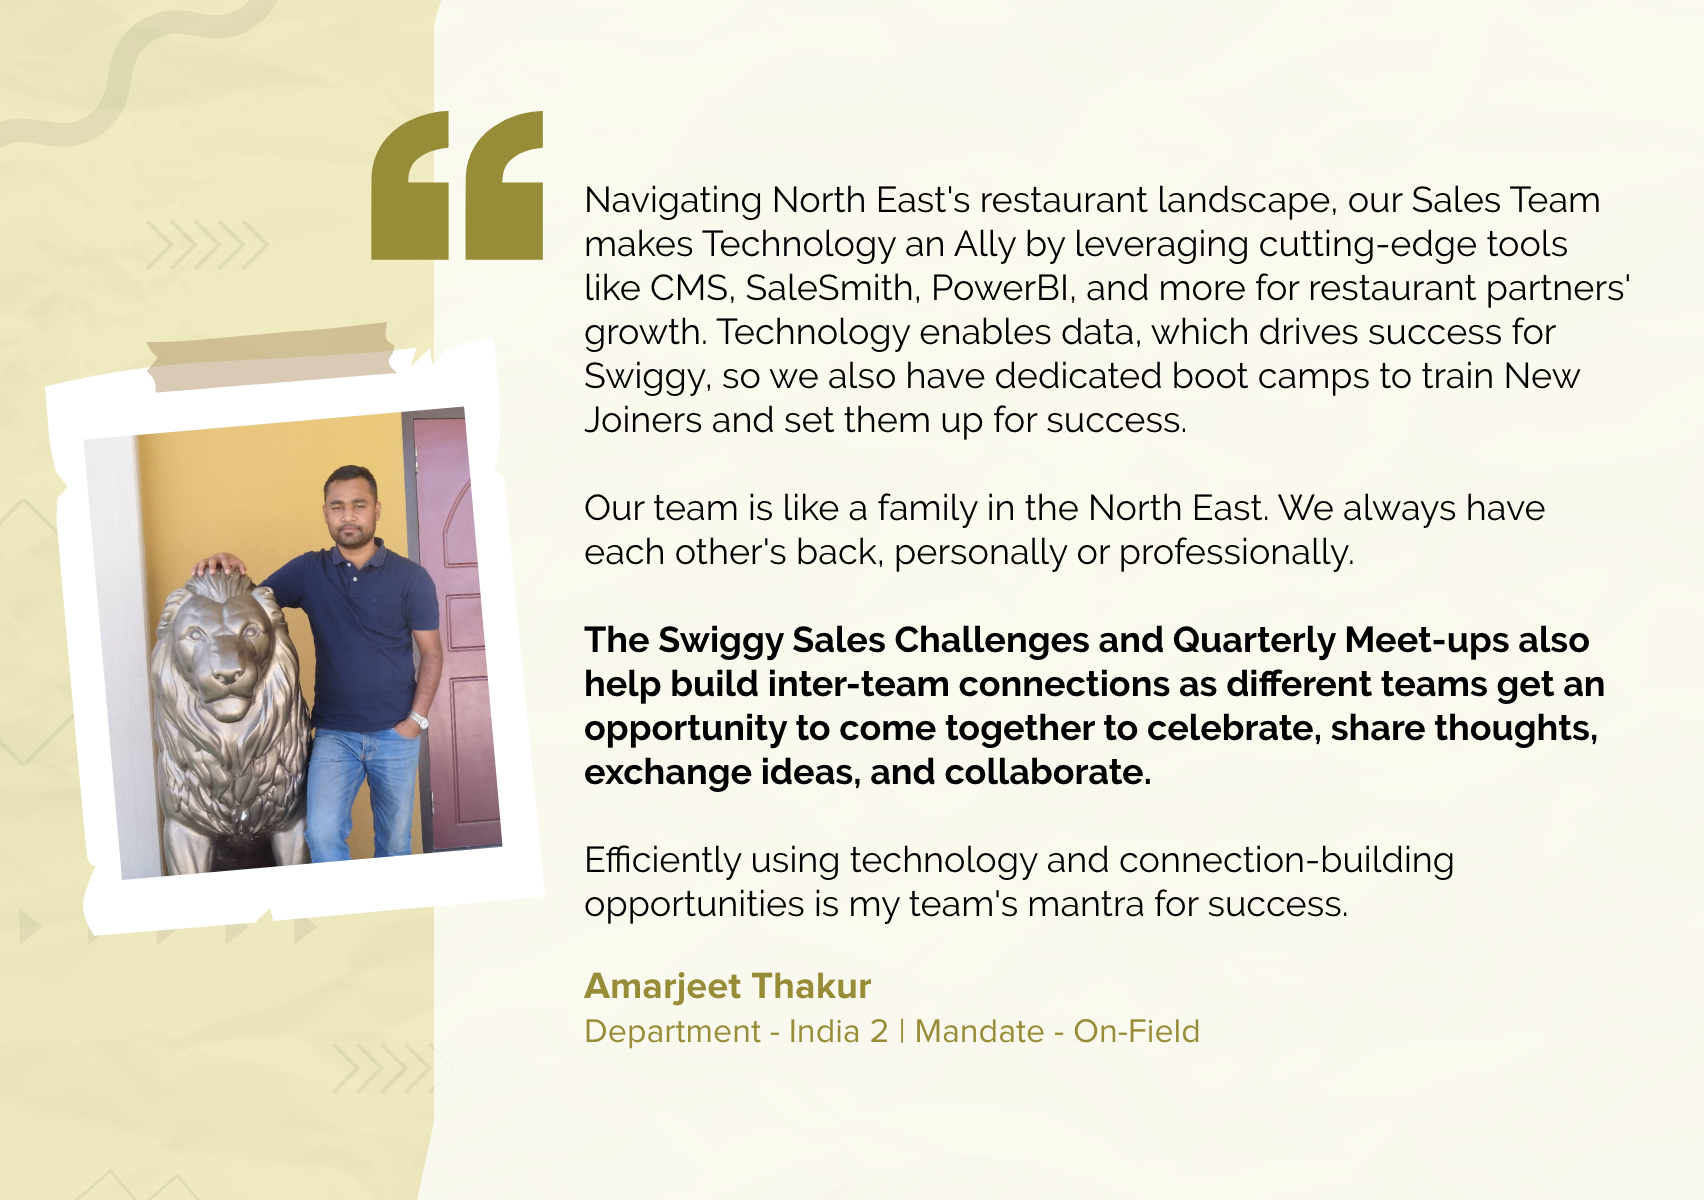 Navigating North East's restaurant landscape, our Sales Team
makes Technology an Ally by leveraging cutting-edge tools
like CMS, SaleSmith, PowerBI, and more for restaurant partners'
growth. Technology enables data, which drives success for
Swiggy, so we also have dedicated boot camps to train New
Joiners and set them up for success.
Our team is like a family in the North East. We always have
each other's back, personally or professionally.
The Swiggy Sales Challenges and Quarterly Meet-ups also
help build inter-team connections as different teams get an
opportunity to come together to celebrate, share thoughts,
exchange ideas, and collaborate.
Efficiently using technology and connection-building
opportunities is my team's mantra for success.
Amarjeet Thakur
Department - India 2 | Mandate - On-Field